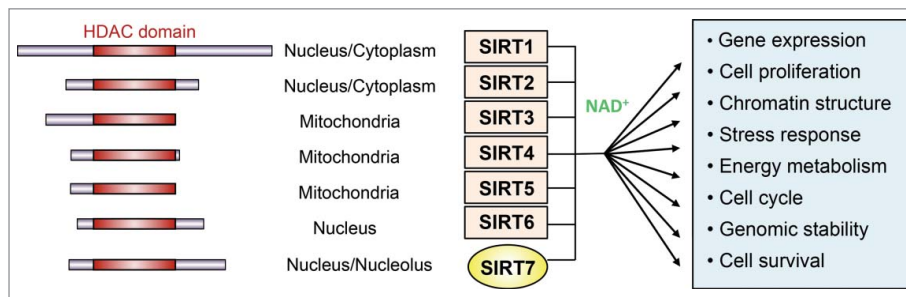 HDAC domain
Nucleus/Cytoplasm
SIRT1
Nucleus/Cytoplasm
SIRT2
Mitochondria
SIRT3
Mitochondria
SIRT4
Mitochondria
SIRT5
Nucleus
SIRT6
Nucleus/Nucleolus
SIRT7
NAD⁺
• Gene expression
• Cell proliferation
• Chromatin structure
• Stress response
• Energy metabolism
• Cell cycle
• Genomic stability
• Cell survival